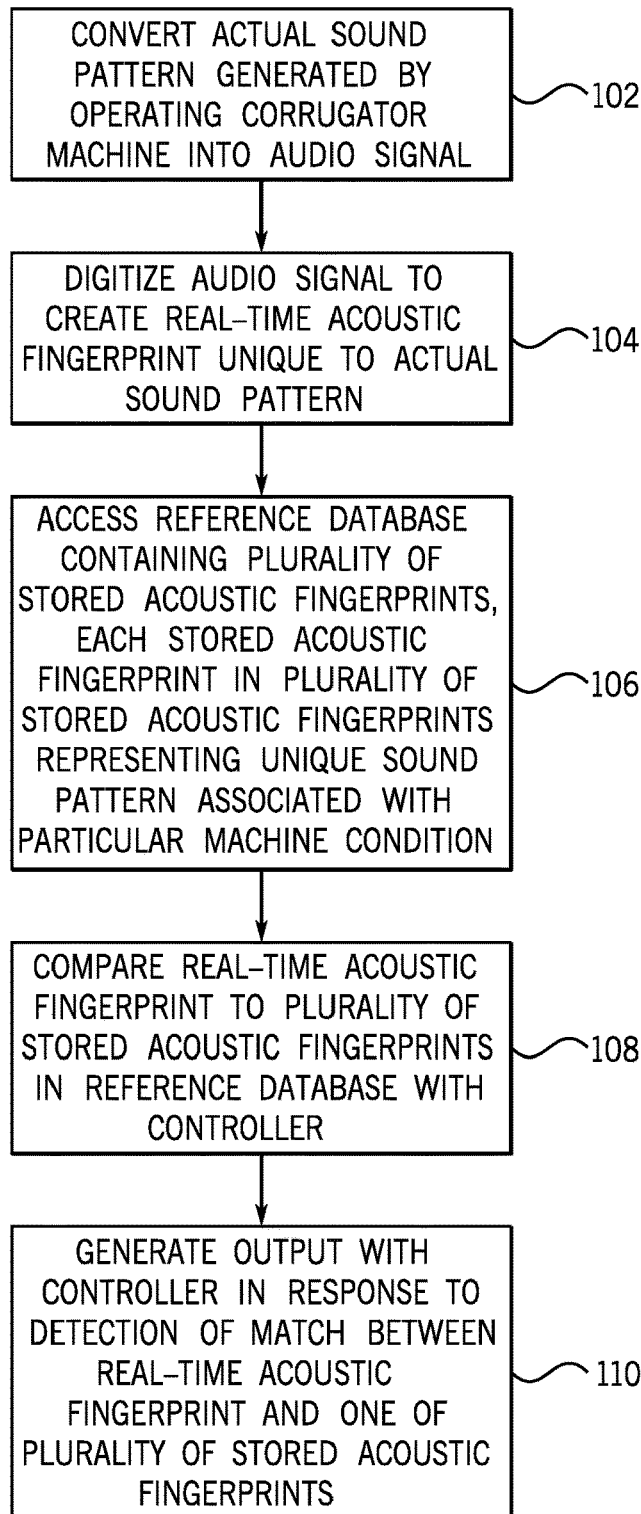 CONVERT ACTUAL SOUND
PATTERN GENERATED BY
OPERATING CORRUGATOR
MACHINE INTO AUDIO SIGNAL
102
DIGITIZE AUDIO SIGNAL TO
CREATE REAL-TIME ACOUSTIC
FINGERPRINT UNIQUE TO ACTUAL
SOUND PATTERN
104
ACCESS REFERENCE DATABASE
CONTAINING PLURALITY OF
STORED ACOUSTIC FINGERPRINTS,
EACH STORED ACOUSTIC
FINGERPRINT IN PLURALITY OF
STORED ACOUSTIC FINGERPRINTS
REPRESENTING UNIQUE SOUND
PATTERN ASSOCIATED WITH
PARTICULAR MACHINE CONDITION
106
COMPARE REAL-TIME ACOUSTIC
FINGERPRINT TO PLURALITY OF
STORED ACOUSTIC FINGERPRINTS
IN REFERENCE DATABASE WITH
CONTROLLER
108
GENERATE OUTPUT WITH
CONTROLLER IN RESPONSE TO
DETECTION OF MATCH BETWEEN
REAL-TIME ACOUSTIC
FINGERPRINT AND ONE OF
PLURALITY OF STORED ACOUSTIC
FINGERPRINTS
110